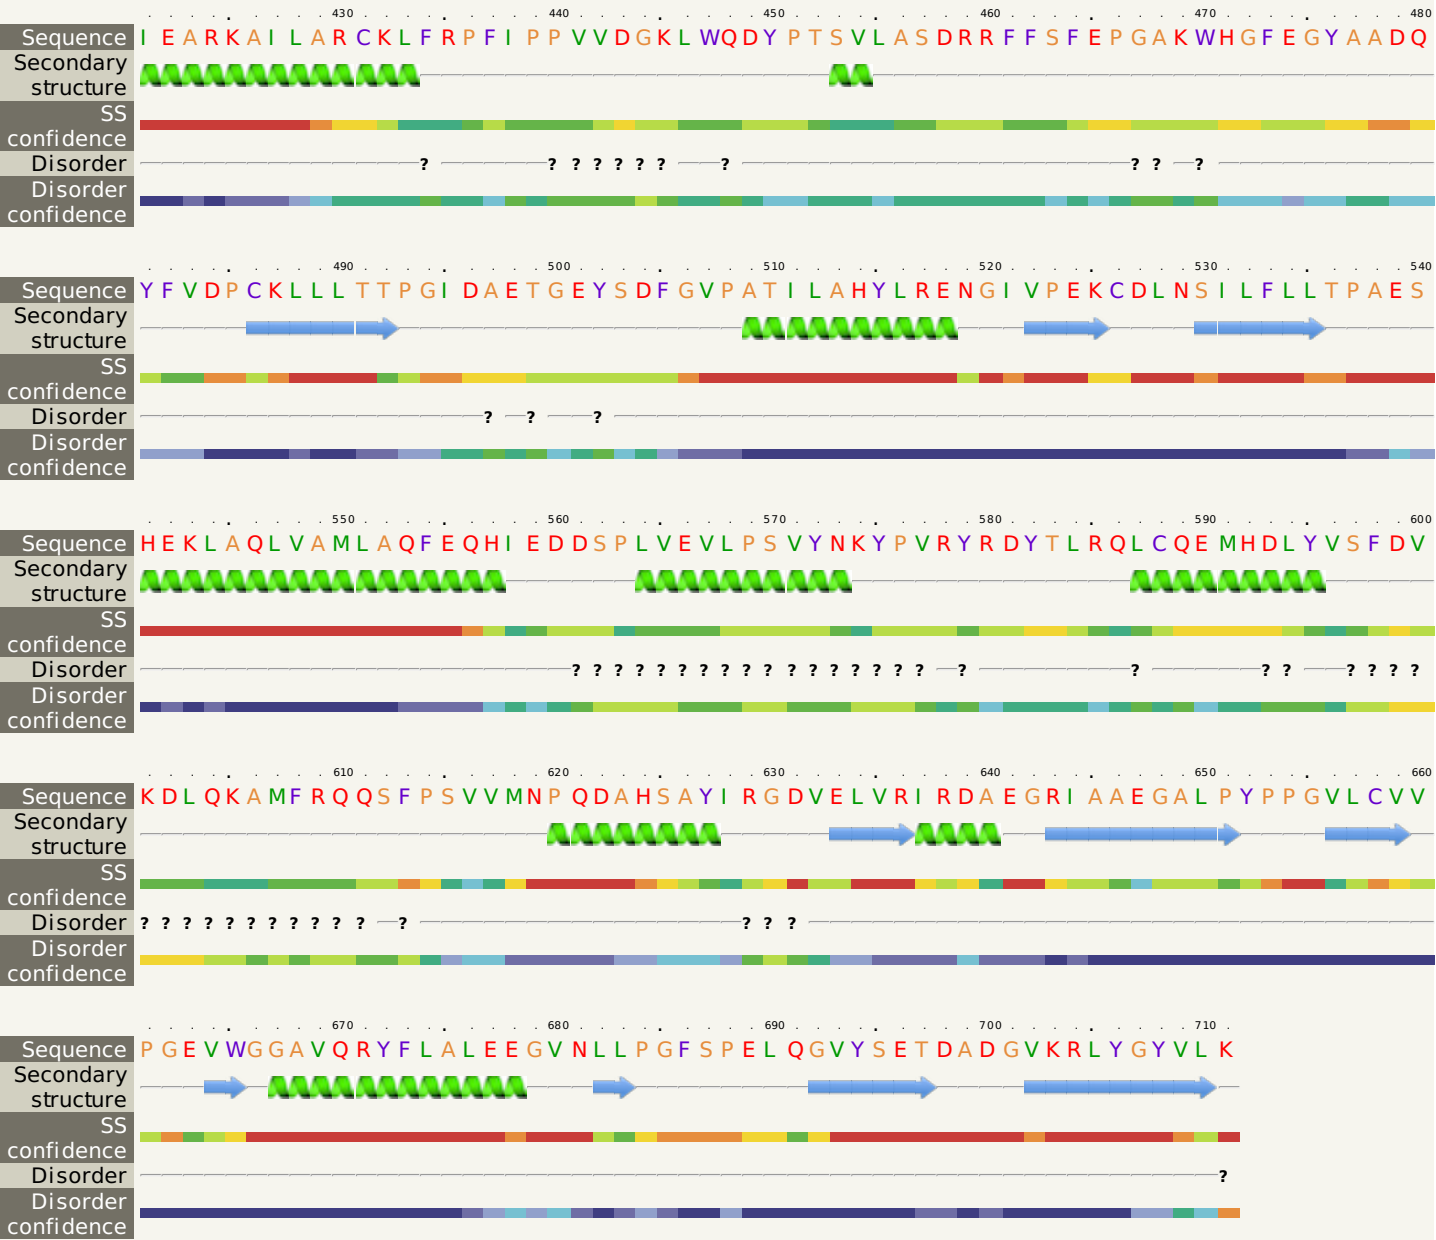 430 440 450 460 470 480
Sequence I E A R K A I L A R C K L F R P F I P P V V D G K L W Q D Y P T S V L A S D R R F F S F E P G A K W H G F E G Y A A D Q
Secondary
structure
SS
confidence
Disorder ? ? ? ? ? ? ? ? ? ? ?
Disorder
confidence
490 500 510 520 530 540
Sequence Y F V D P C K L L L T T P G I D A E T G E Y S D F G V P A T I L A H Y L R E N G I V P E K C D L N S I L F L L T P A E S
Secondary
structure
SS
confidence
Disorder ? ? ?
Disorder
confidence
550 560 570 580 590 600
Sequence H E K L A Q L V A M L A Q F E Q H I E D D S P L V E V L P S V Y N K Y P V R Y R D Y T L R Q L C Q E M H D L Y V S F D V
Secondary
structure
SS
confidence
Disorder ? ? ? ? ? ? ? ? ? ? ? ? ? ? ? ? ? ? ? ? ? ? ? ? ?
Disorder
confidence
610 620 630 640 650 660
Sequence K D L Q K A M F R Q Q S F P S V V M N P Q D A H S A Y I R G D V E L V R I R D A E G R I A A E G A L P Y P P G V L C V V
Secondary
structure
SS
confidence
Disorder ? ? ? ? ? ? ? ? ? ? ? ? ? ? ?
Disorder
confidence
670 680 690 700 710
Sequence P G E V W G G A V Q R Y F L A L E E G V N L L P G F S P E L Q G V Y S E T D A D G V K R L Y G Y V L K
Secondary
structure
SS
confidence
Disorder ?
Disorder
confidence